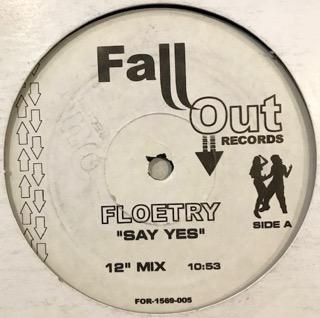 Fall
Out
RECORDS
FLOETRY
"SAY YES"
SIDE A
12" MIX 10:53
FOR-1569-005